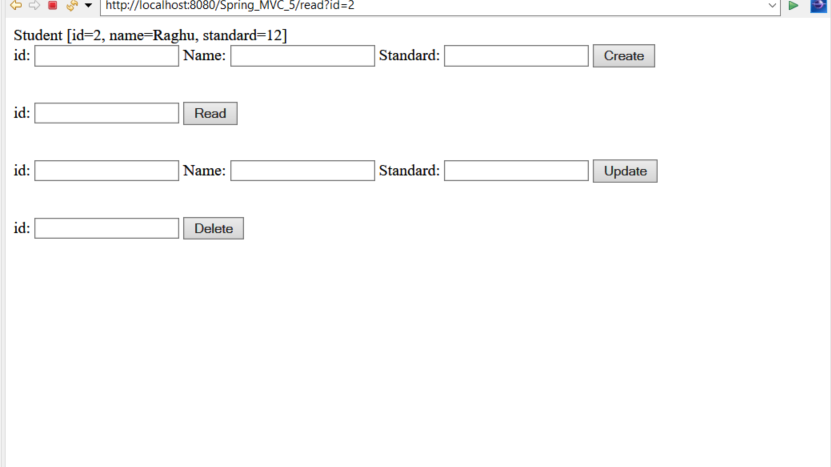 http://localhost:8080/Spring_MVC_5/read?id=2
Student [id=2, name=Raghu, standard=12]
id: Name: Standard: Create
id: Read
id: Name: Standard: Update
id: Delete